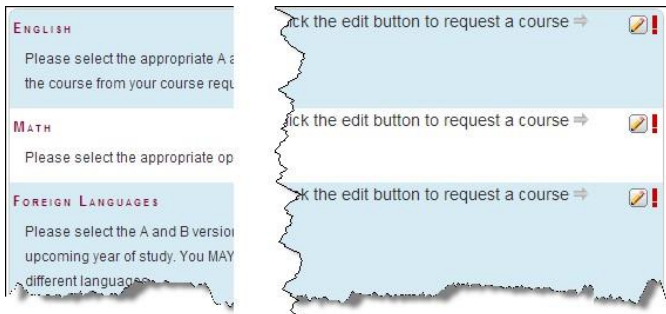 ENGLISH
Please select the appropriate A
the course from your course requ
ck the edit button to request a course
MATH
Please select the appropriate op
ick the edit button to request a course
FOREIGN LANGUAGES
Please select the A and B version
upcoming year of study. You MAY
different languages
k the edit button to request a course